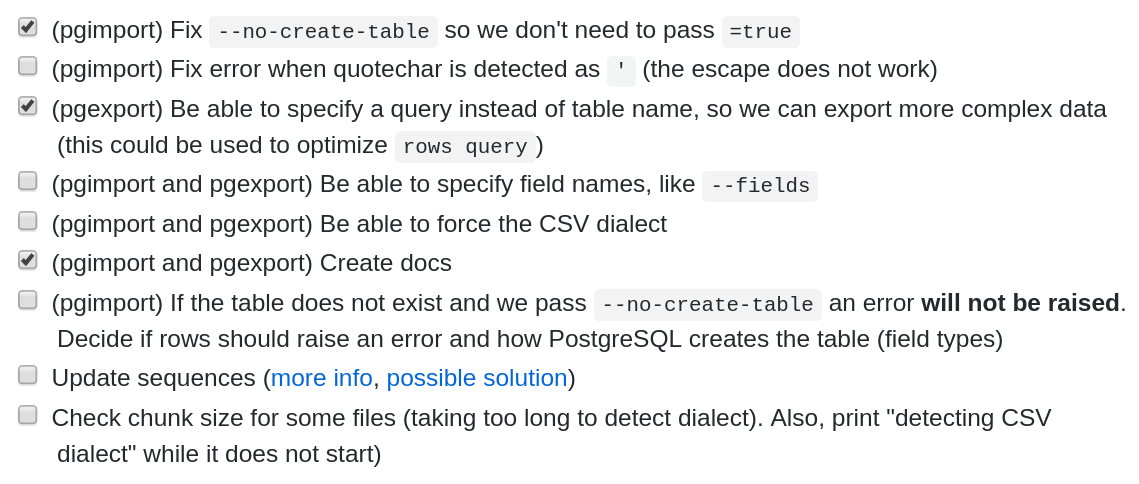 (pgimport) Fix --no-create-table so we don't need to pass =true
(pgimport) Fix error when quotechar is detected as ' (the escape does not work)
(pgexport) Be able to specify a query instead of table name, so we can export more complex data
(this could be used to optimize rows query)
(pgimport and pgexport) Be able to specify field names, like --fields
(pgimport and pgexport) Be able to force the CSV dialect
(pgimport and pgexport) Create docs
(pgimport) If the table does not exist and we pass --no-create-table an error will not be raised.
Decide if rows should raise an error and how PostgreSQL creates the table (field types)
Update sequences (more info, possible solution)
Check chunk size for some files (taking too long to detect dialect). Also, print "detecting CSV
dialect" while it does not start)